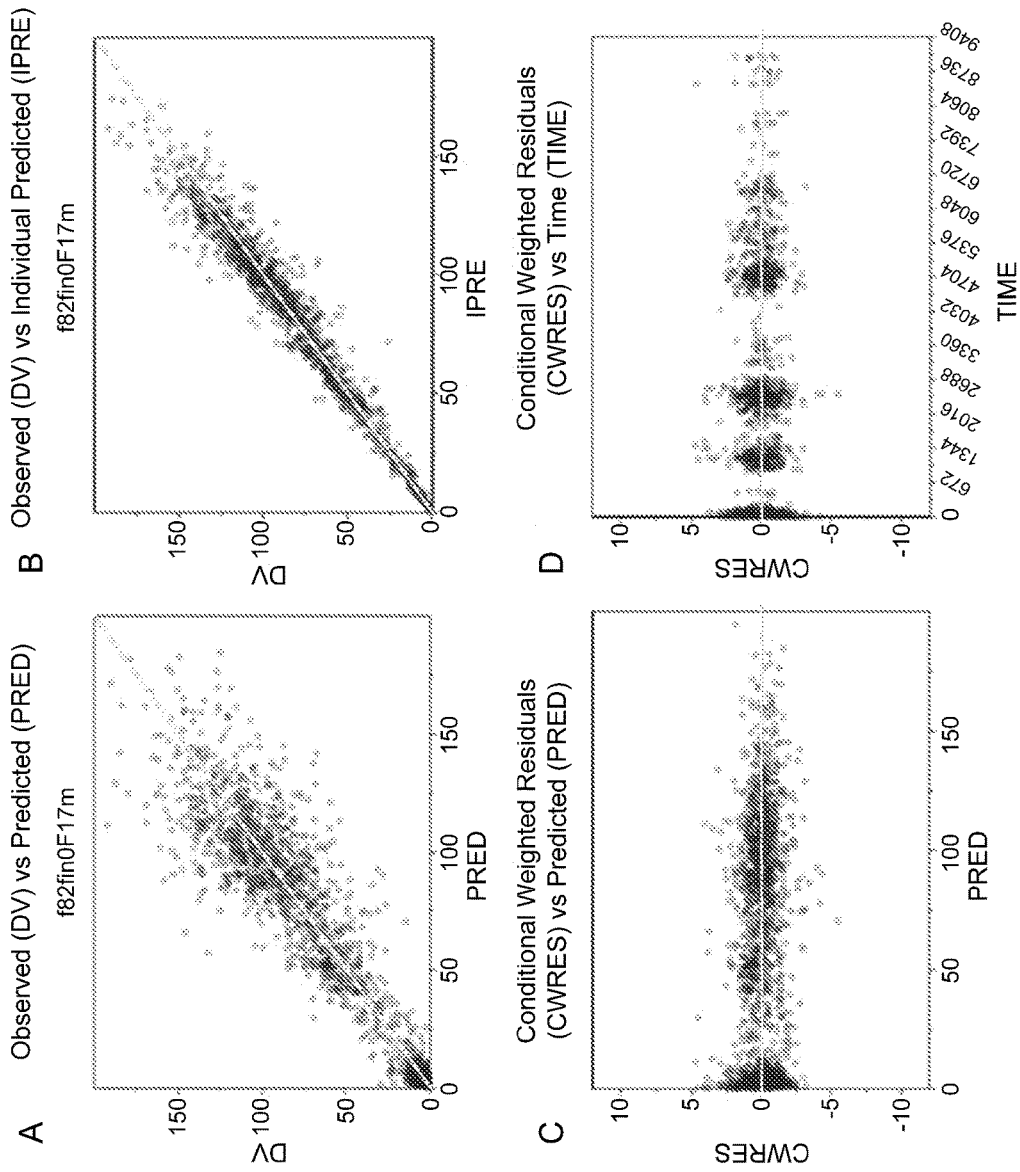 A
Observed (DV) vs Predicted (PRED)
f82fin0F17m
DV
150
100
50
0
0
50
100
150
PRED
B
Observed (DV) vs Individual Predicted (IPRE)
f82fin0F17m
DV
150
100
50
0
0
50
100
150
IPRE
C
Conditional Weighted Residuals
(CWRES) vs Predicted (PRED)
CWRES
10
5
0
-5
-10
0
50
100
150
PRED
D
Conditional Weighted Residuals
(CWRES) vs Time (TIME)
CWRES
10
5
0
-5
-10
0
672
1344
2016
2688
3360
4032
4704
5376
6048
6720
7392
8064
8736
9408
TIME